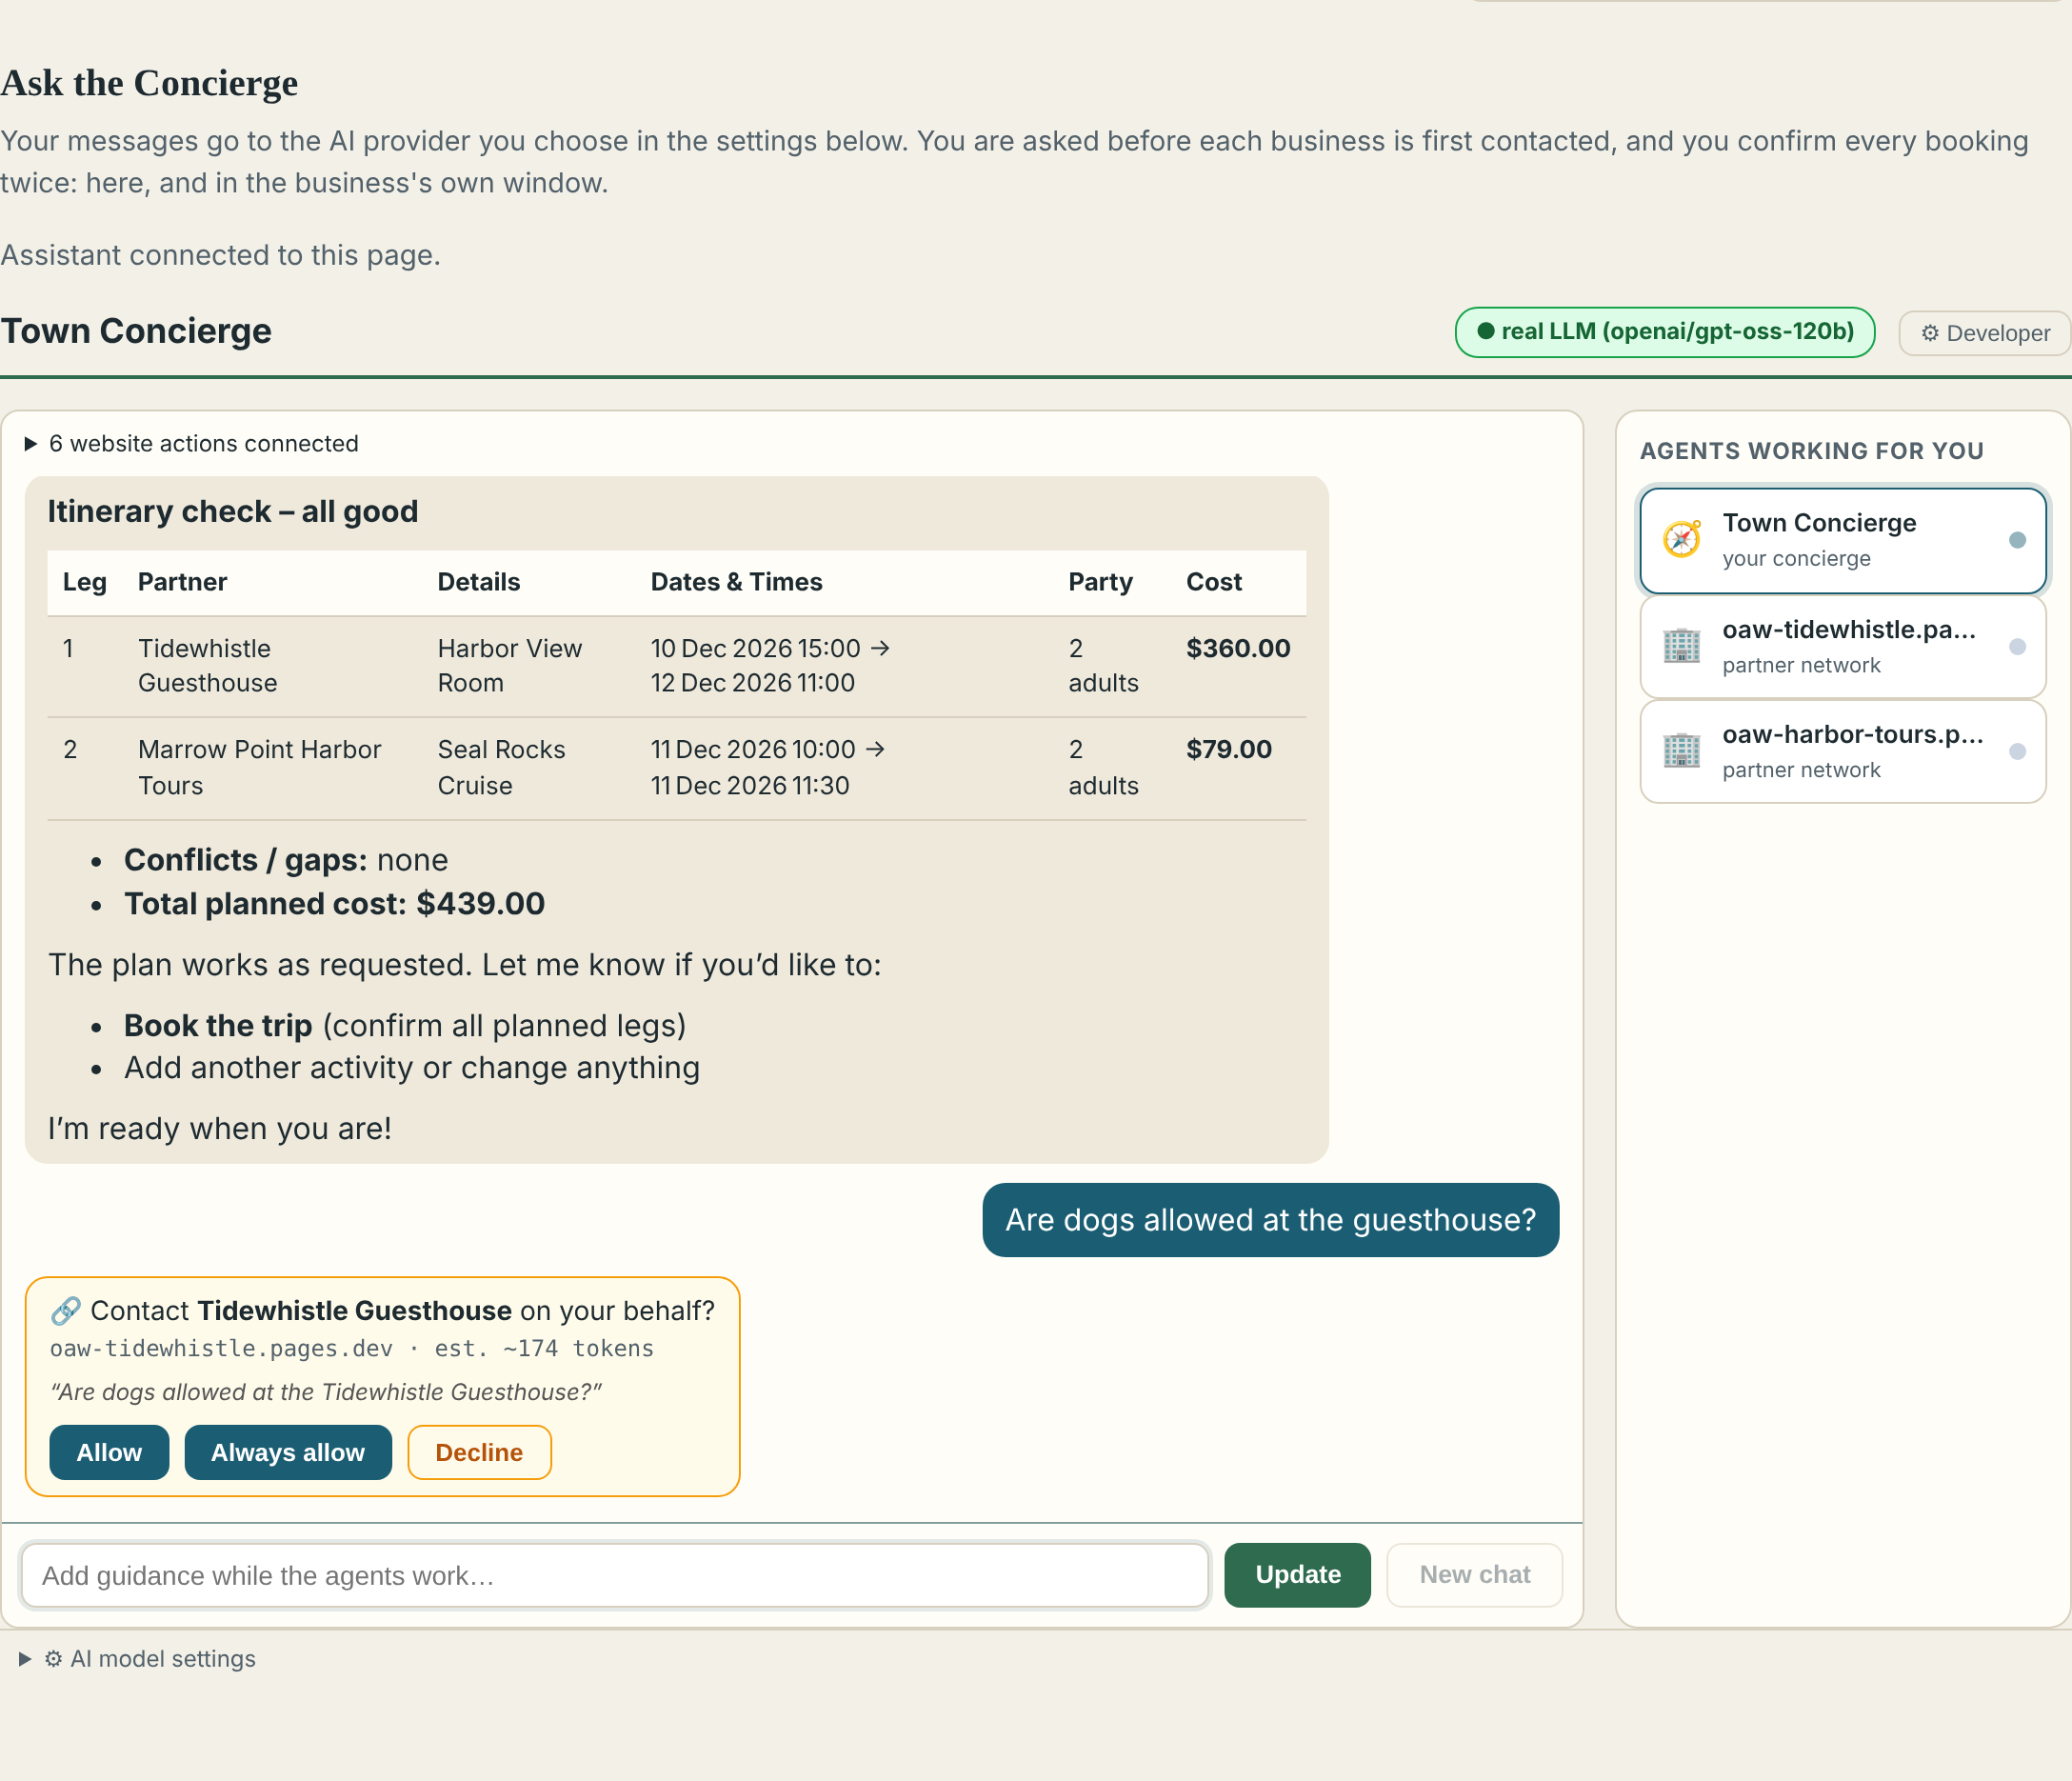 Ask the Concierge
Your messages go to the AI provider you choose in the settings below. You are asked before each business is first contacted, and you confirm every booking
twice: here, and in the business's own window.
Assistant connected to this page.
Town Concierge
● real LLM (openai/gpt-oss-120b)
⚙ Developer
▶ 6 website actions connected
Itinerary check – all good
Leg Partner Details Dates & Times Party Cost
1 Tidewhistle Harbor View 10 Dec 2026 15:00 → 2 $360.00
Guesthouse Room 12 Dec 2026 11:00 adults
2 Marrow Point Harbor Seal Rocks 11 Dec 2026 10:00 → 2 $79.00
Tours Cruise 11 Dec 2026 11:30 adults
• Conflicts / gaps: none
• Total planned cost: $439.00
The plan works as requested. Let me know if you’d like to:
• Book the trip (confirm all planned legs)
• Add another activity or change anything
I’m ready when you are!
Are dogs allowed at the guesthouse?
🔗 Contact Tidewhistle Guesthouse on your behalf?
oaw-tidewhistle.pages.dev · est. ~174 tokens
“Are dogs allowed at the Tidewhistle Guesthouse?”
Allow Always allow Decline
Add guidance while the agents work…
Update New chat
AGENTS WORKING FOR YOU
Town Concierge
your concierge
oaw-tidewhistle.pa...
partner network
oaw-harbor-tours.p...
partner network
▶ ⚙ AI model settings